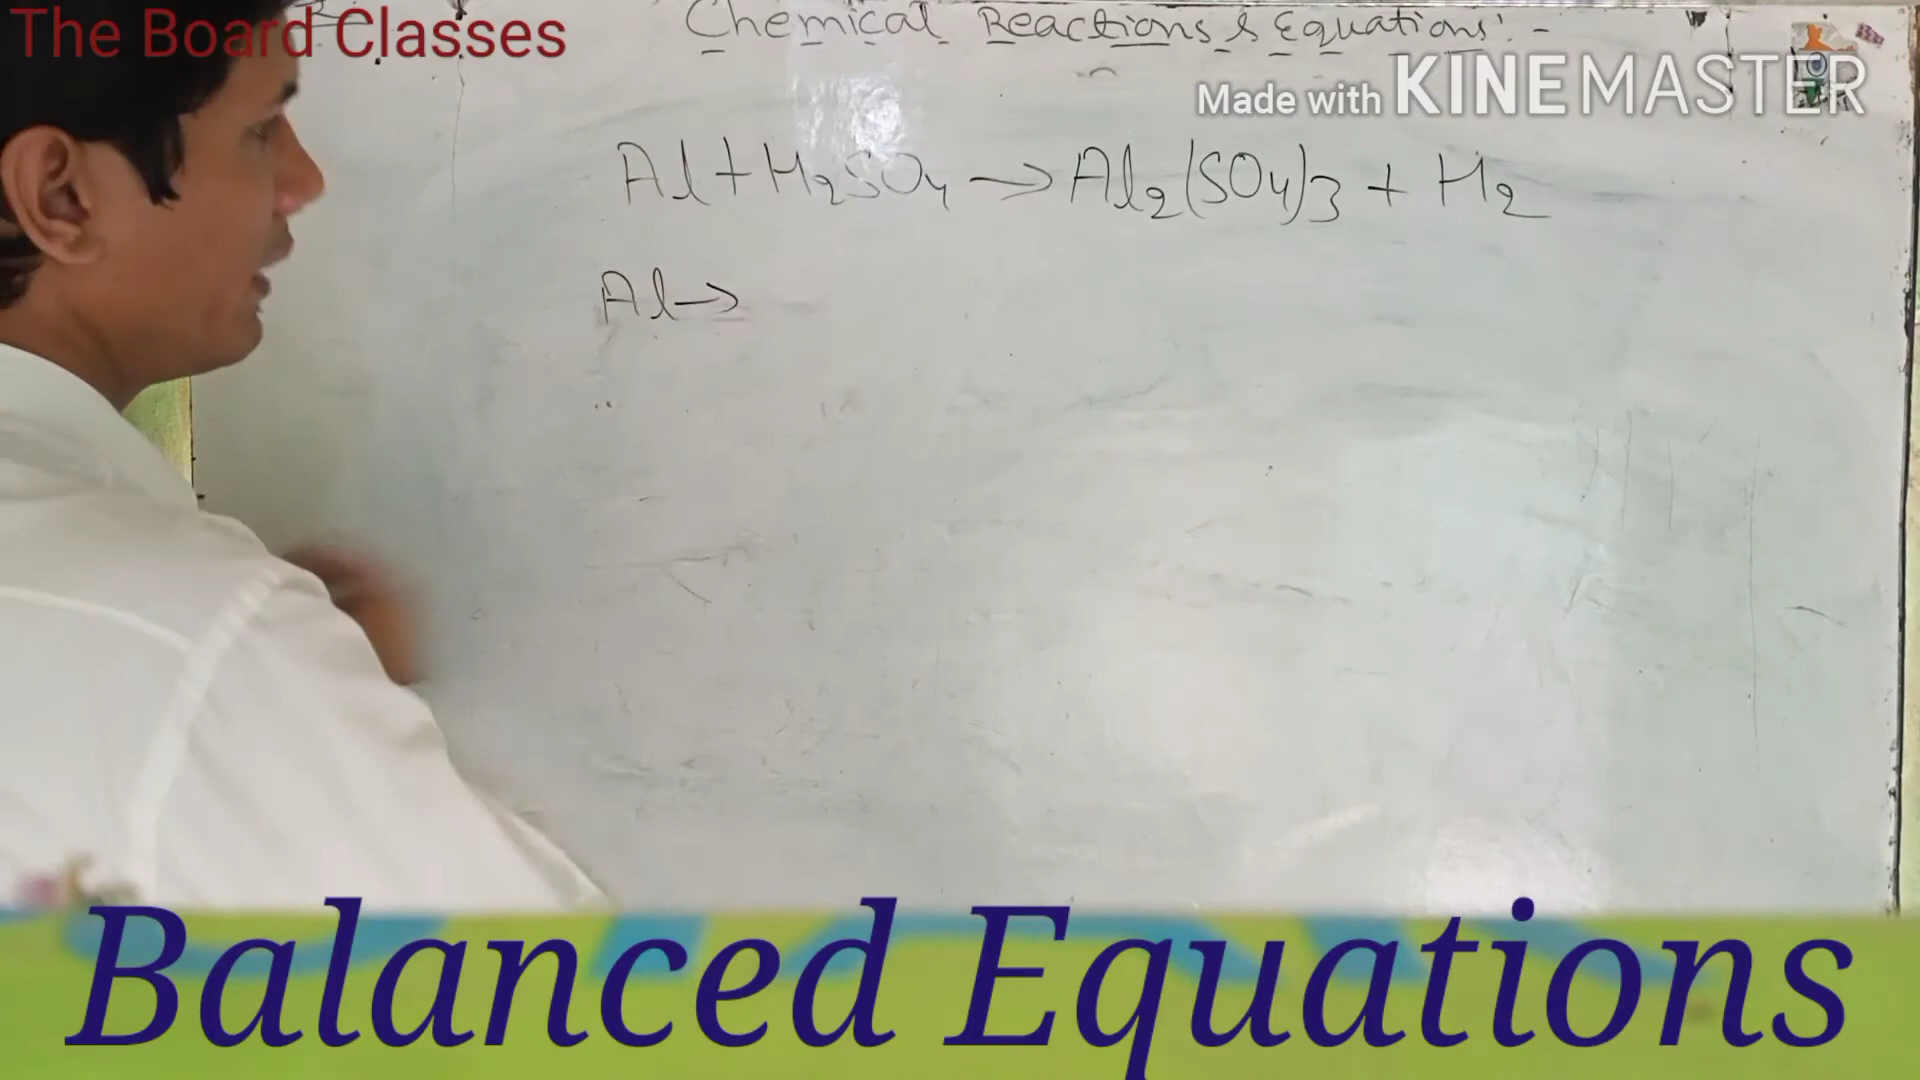 The Board Classes
Chemical Reactions & Equations:-
Made with KINEMASTER
Al + H2SO4 → Al2(SO4)3 + H2
Al →
Balanced Equations